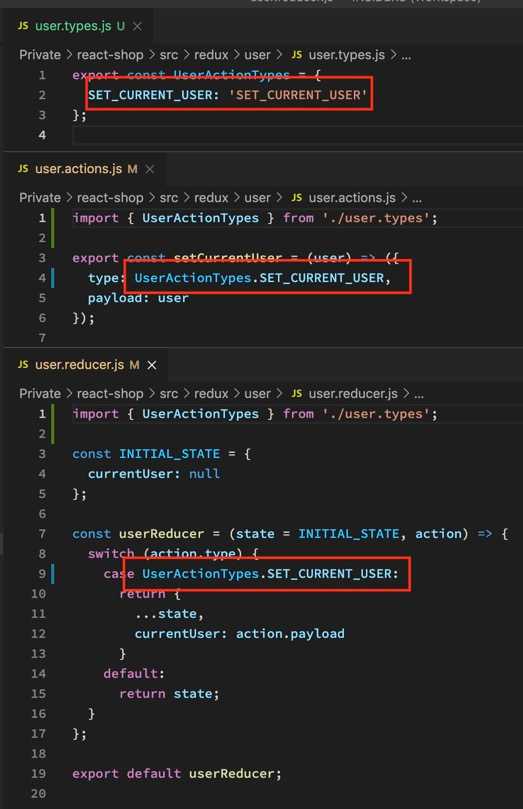 JS user.types.js U ×
Private > react-shop > src > redux > user > JS user.types.js > ...
1 export const UserActionTypes = {
2 SET_CURRENT_USER: 'SET_CURRENT_USER'
3 };
4
JS user.actions.js M ×
Private > react-shop > src > redux > user > JS user.actions.js > ...
1 import { UserActionTypes } from './user.types';
2
3 export const setCurrentUser = (user) => ({
4 type: UserActionTypes.SET_CURRENT_USER,
5 payload: user
6 });
7
JS user.reducer.js M ×
Private > react-shop > src > redux > user > JS user.reducer.js > ...
1 import { UserActionTypes } from './user.types';
2
3 const INITIAL_STATE = {
4 currentUser: null
5 };
6
7 const userReducer = (state = INITIAL_STATE, action) => {
8 switch (action.type) {
9 case UserActionTypes.SET_CURRENT_USER:
10 return {
11 ...state,
12 currentUser: action.payload
13 }
14 default:
15 return state;
16 }
17 };
18
19 export default userReducer;
20